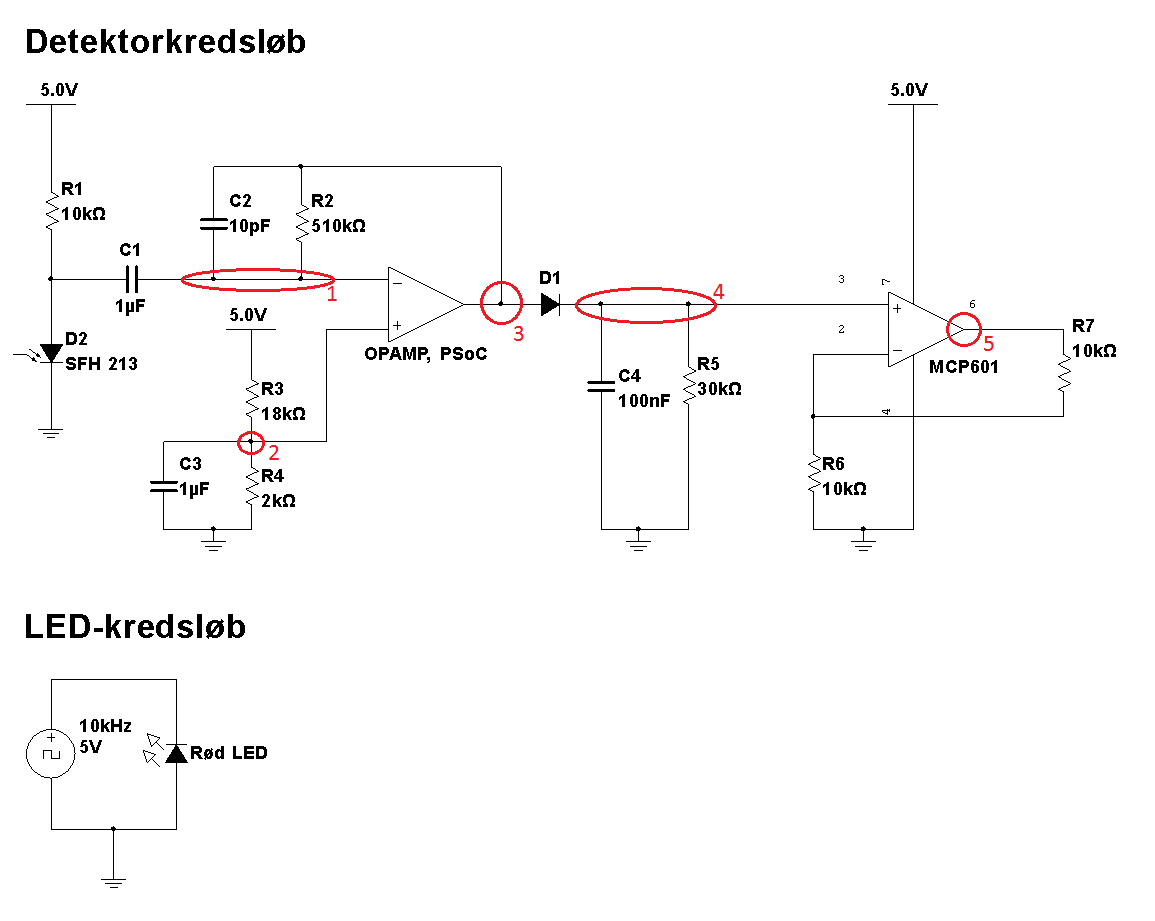 Detektorkredsløb
5.0V
5.0V
R1
10kΩ
C2
10pF
R2
510kΩ
C1
1µF
1
D1
4
3
7
5.0V
3
6
D2
SFH 213
+
−
OPAMP, PSoC
2
+
−
5
MCP601
R7
10kΩ
R3
18kΩ
C4
100nF
R5
30kΩ
4
2
C3
1µF
R4
2kΩ
R6
10kΩ
LED-kredsløb
10kHz
5V
+
Rød LED